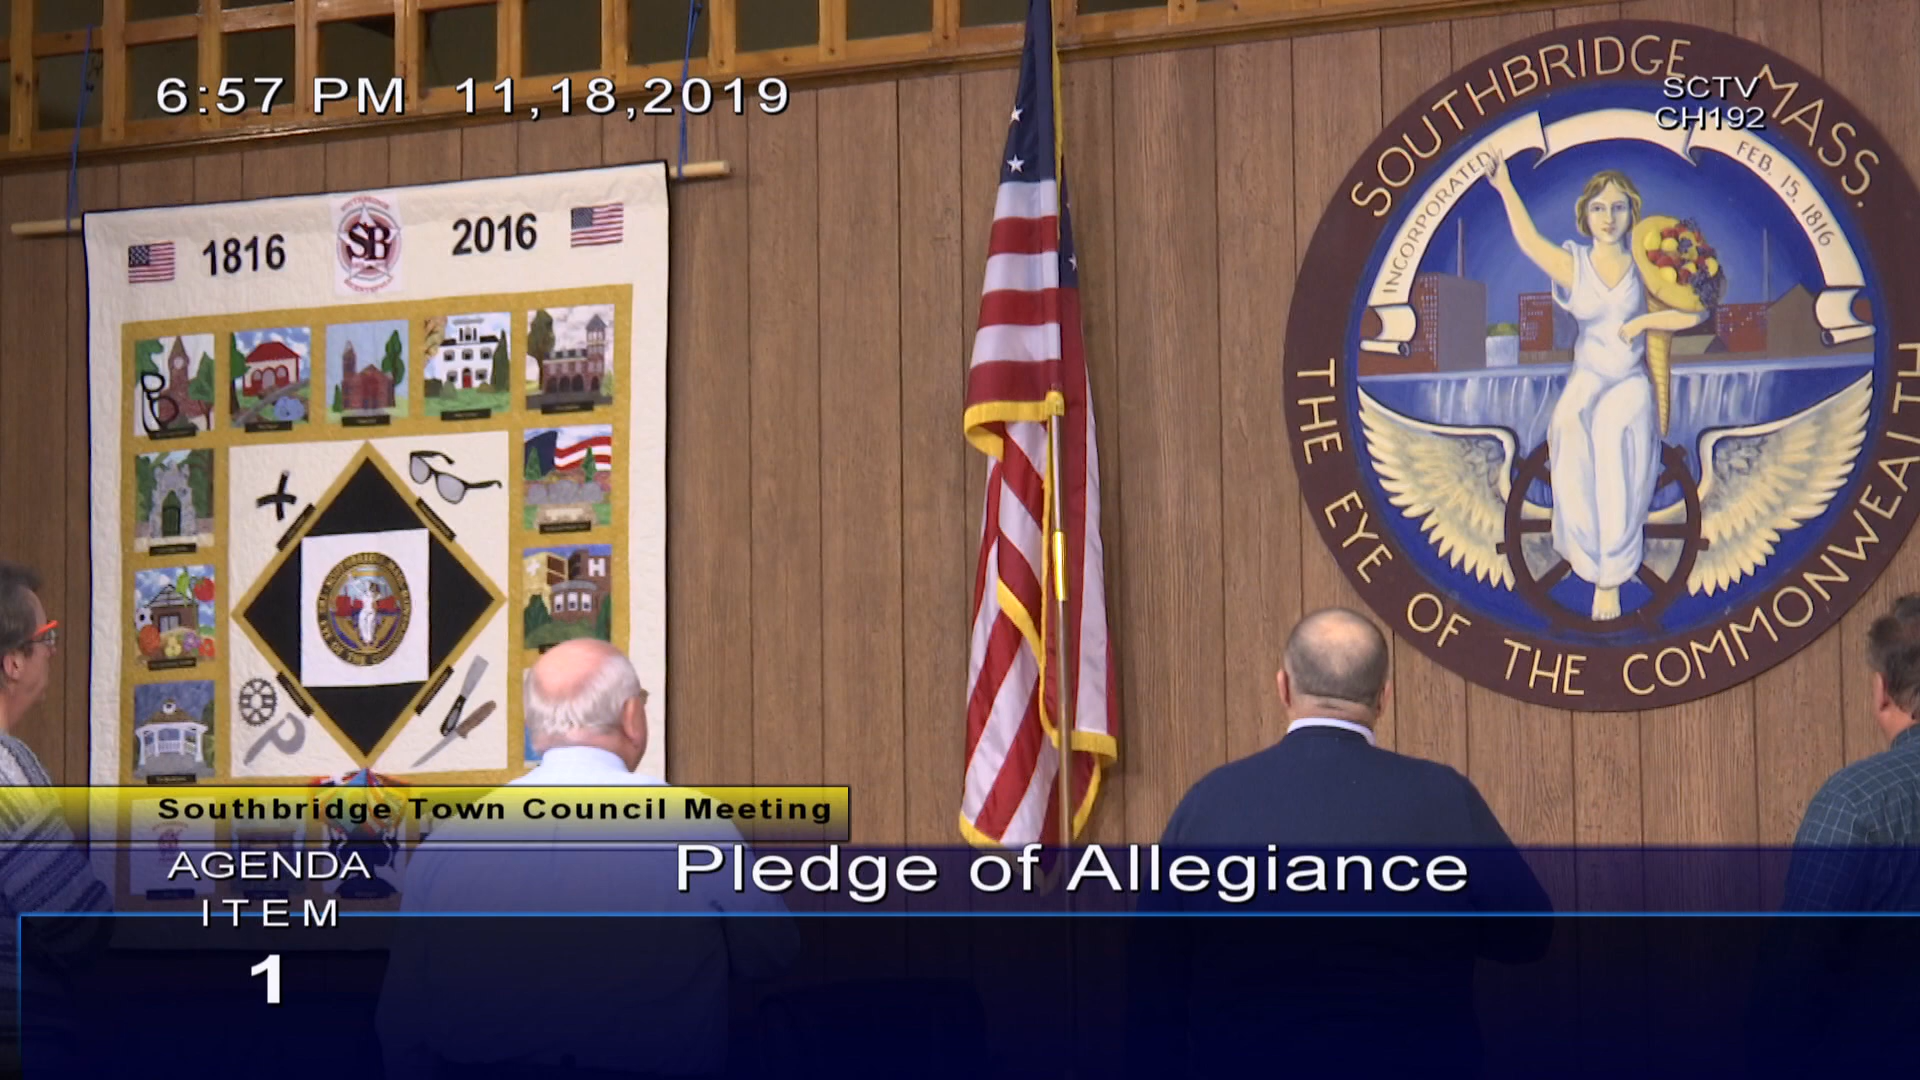 6:57 PM 11,18,2019
SCTV
CH192
SOUTHBRIDGE MASS.
INCORPORATED FEB. 15, 1816
THE EYE OF THE COMMONWEALTH
1816 SB 2016
H
Southbridge Town Council Meeting
AGENDA
ITEM
1
Pledge of Allegiance